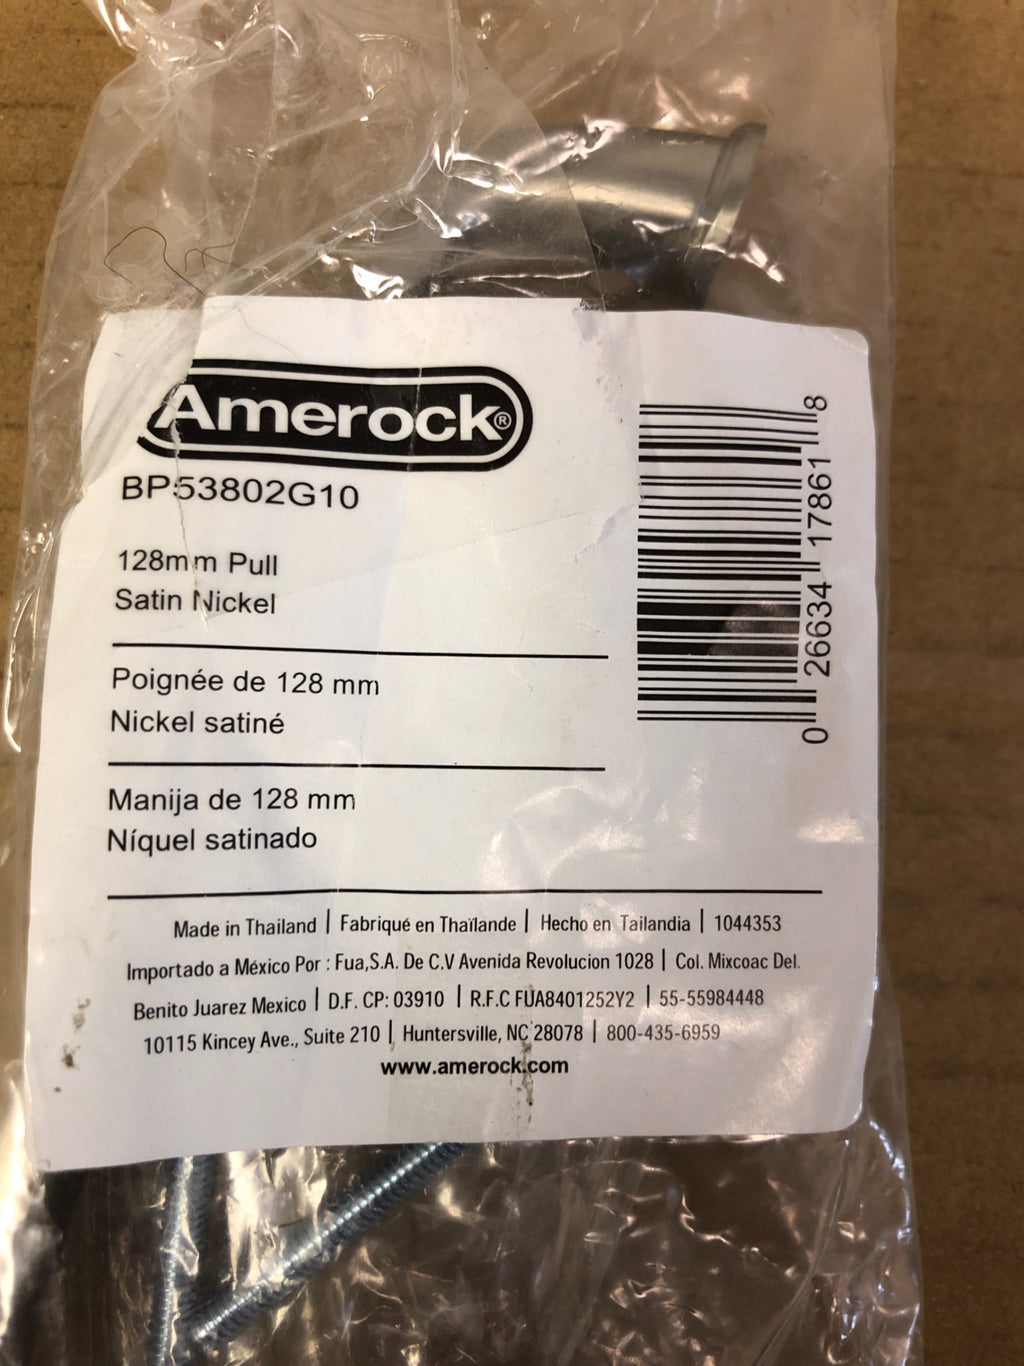 Amerock®
BP53802G10
128mm Pull
Satin Nickel
Poignée de 128 mm
Nickel satiné
Manija de 128 mm
Níquel satinado
0 26634 17861 8
Made in Thailand | Fabriqué en Thaïlande | Hecho en Tailandia | 1044353
Importado a México Por : Fua,S.A. De C.V Avenida Revolucion 1028 | Col. Mixcoac Del.
Benito Juarez Mexico | D.F. CP: 03910 | R.F.C FUA8401252Y2 | 55-55984448
10115 Kincey Ave., Suite 210 | Huntersville, NC 28078 | 800-435-6959
www.amerock.com